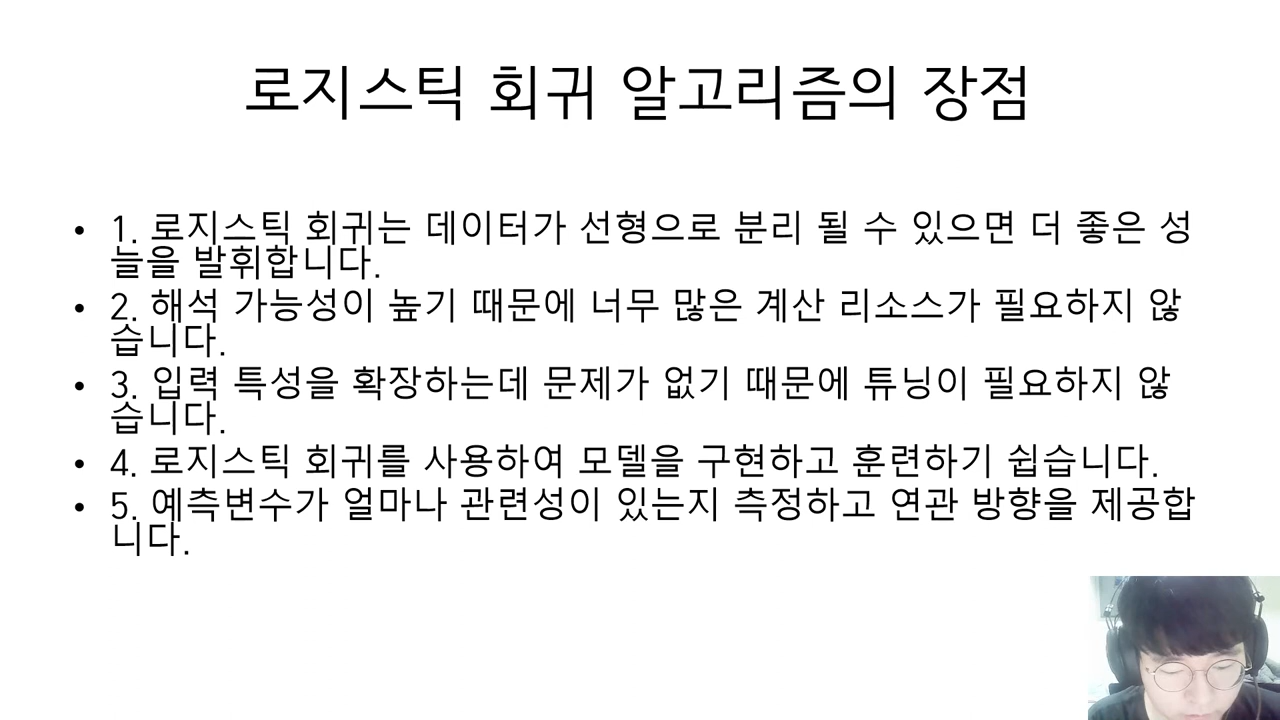 로지스틱 회귀 알고리즘의 장점
• 1. 로지스틱 회귀는 데이터가 선형으로 분리 될 수 있으면 더 좋은 성
늘을 발휘합니다.
• 2. 해석 가능성이 높기 때문에 너무 많은 계산 리소스가 필요하지 않
습니다.
• 3. 입력 특성을 확장하는데 문제가 없기 때문에 튜닝이 필요하지 않
습니다.
• 4. 로지스틱 회귀를 사용하여 모델을 구현하고 훈련하기 쉽습니다.
• 5. 예측변수가 얼마나 관련성이 있는지 측정하고 연관 방향을 제공합
니다.